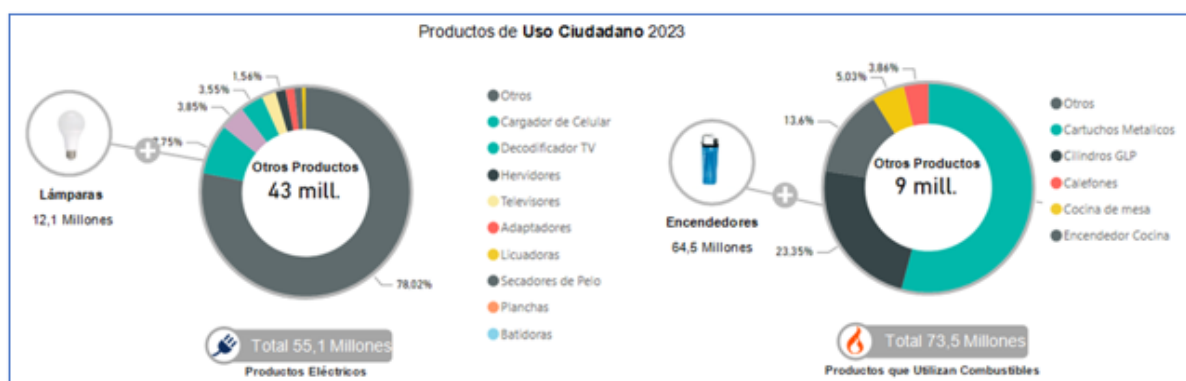 Productos de Uso Ciudadano 2023
Lámparas
12,1 Millones
1.56%
3.55%
3.85%
7.75%
78.02%
Otros Productos
43 mill.
Otros
Cargador de Celular
Decodificador TV
Hervidores
Televisores
Adaptadores
Licuadoras
Secadores de Pelo
Planchas
Batidoras
Total 55,1 Millones
Productos Eléctricos
Encendedores
64,5 Millones
3.86%
5.03%
13.6%
23.35%
Otros Productos
9 mill.
Otros
Cartuchos Metalicos
Cilindros GLP
Calefones
Cocina de mesa
Encendedor Cocina
Total 73,5 Millones
Productos que Utilizan Combustibles